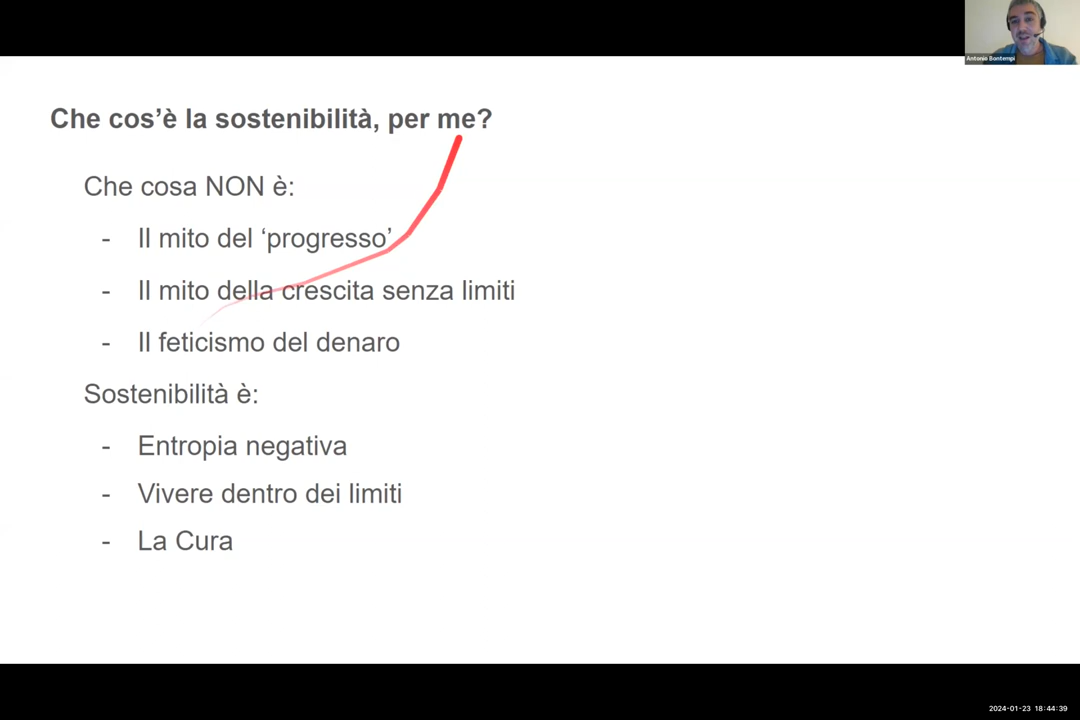 Antonio Bontempi
Che cos’è la sostenibilità, per me?
Che cosa NON è:
- Il mito del ‘progresso’
- Il mito della crescita senza limiti
- Il feticismo del denaro
Sostenibilità è:
- Entropia negativa
- Vivere dentro dei limiti
- La Cura
2024-01-23 18:44:39